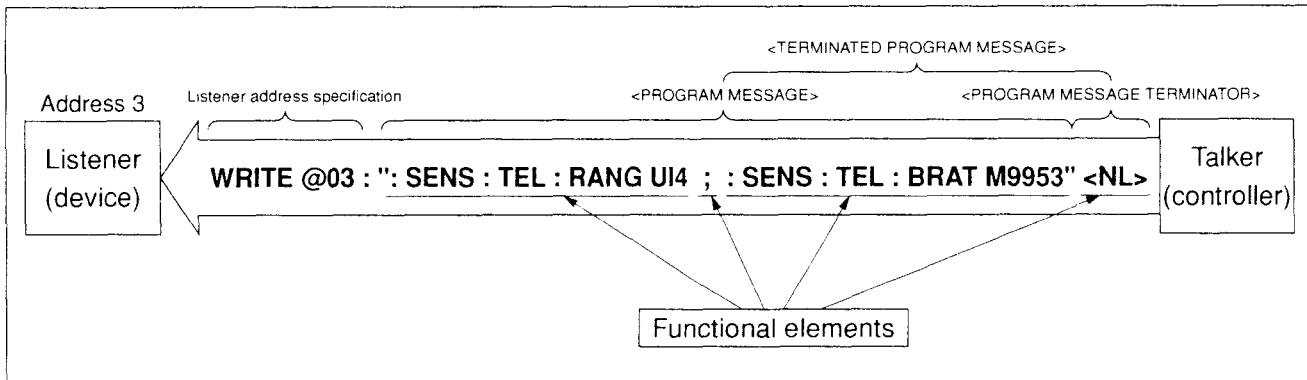 <TERMINATED PROGRAM MESSAGE>
Address 3
Listener address specification
<PROGRAM MESSAGE>
<PROGRAM MESSAGE TERMINATOR>
Listener
(device)
WRITE @03 : ": SENS : TEL : RANG UI4 ; : SENS : TEL : BRAT M9953" <NL>
Talker
(controller)
Functional elements